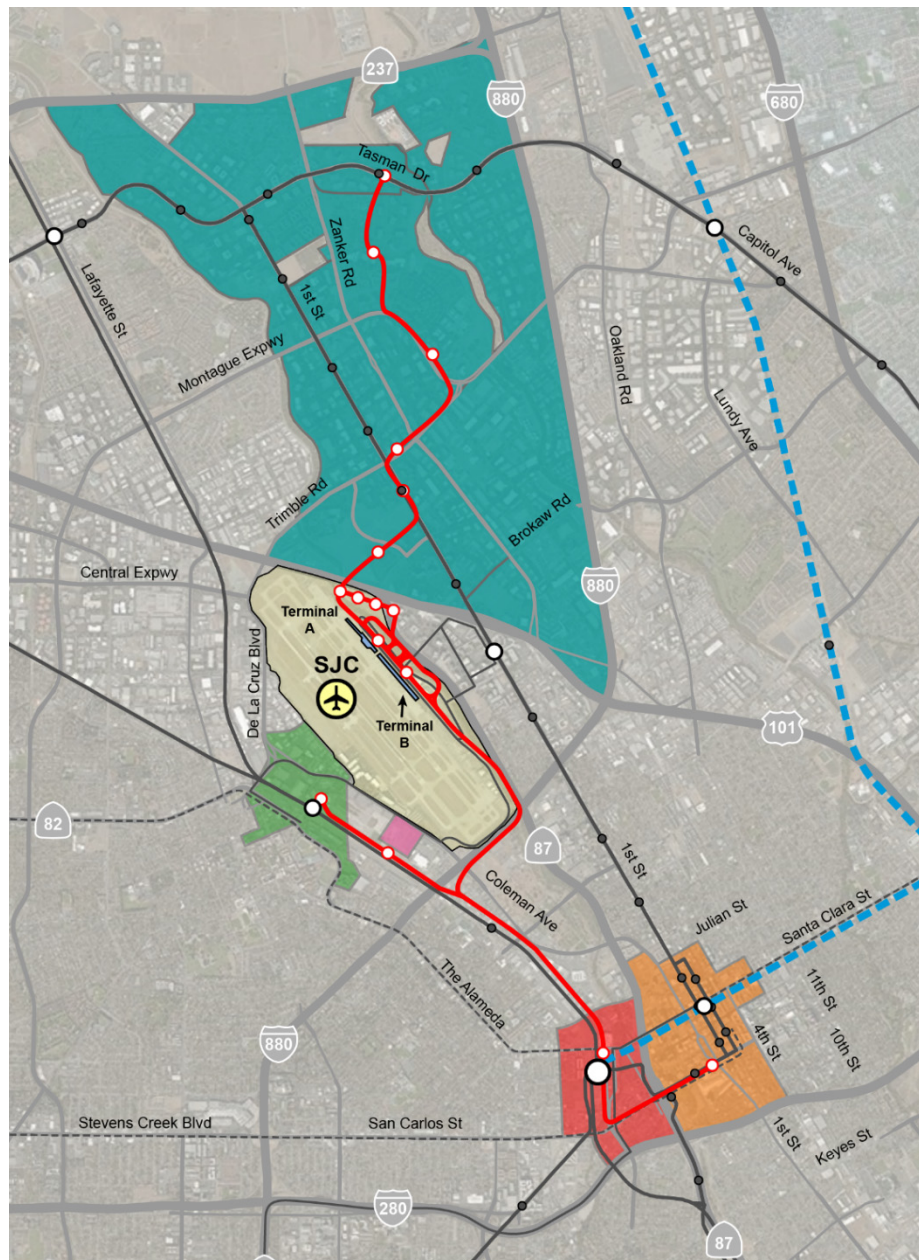 237
880
680
Tasman Dr
Zanker Rd
Capitol Ave
1st St
Lafayette St
Montague Expwy
Oakland Rd
Lundy Ave
Trimble Rd
Brokaw Rd
Central Expwy
880
Terminal
A
De La Cruz Blvd
SJC
Terminal
B
101
82
87
1st St
Coleman Ave
Julian St
Santa Clara St
The Alameda
11th St
4th St
10th St
880
Stevens Creek Blvd
San Carlos St
1st St
Keyes St
280
87